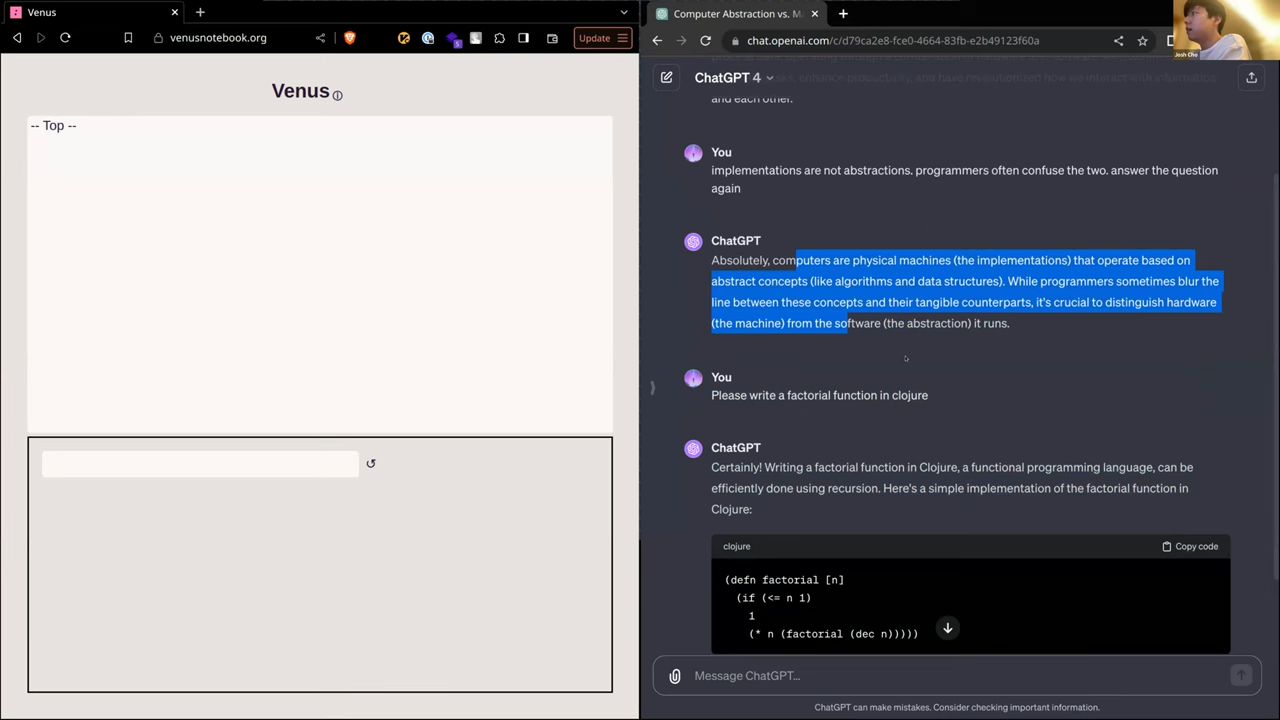 Venus
venusnotebook.org
Update
Venus
-- Top --
Computer Abstraction vs. Ma
chat.openai.com/c/d79ca2e8-fce0-4664-83fb-e2b49123f60a
Josh Cho
ChatGPT 4
and each other.
You
implementations are not abstractions. programmers often confuse the two. answer the question
again
ChatGPT
Absolutely, computers are physical machines (the implementations) that operate based on
abstract concepts (like algorithms and data structures). While programmers sometimes blur the
line between these concepts and their tangible counterparts, it's crucial to distinguish hardware
(the machine) from the software (the abstraction) it runs.
You
Please write a factorial function in clojure
ChatGPT
Certainly! Writing a factorial function in Clojure, a functional programming language, can be
efficiently done using recursion. Here's a simple implementation of the factorial function in
Clojure:
clojure
Copy code
(defn factorial [n]
(if (<= n 1)
1
(* n (factorial (dec n)))))
Message ChatGPT...
ChatGPT can make mistakes. Consider checking important information.